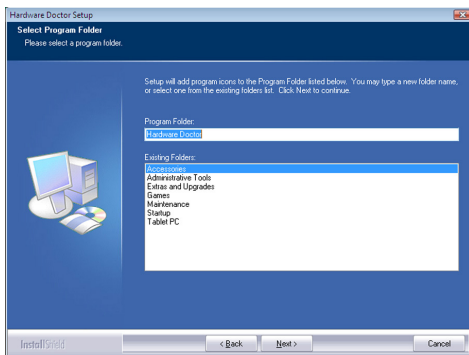 Hardware Doctor Setup
Select Program Folder
Please select a program folder.
Setup will add program icons to the Program Folder listed below. You may type a new folder name,
or select one from the existing folders list. Click Next to continue.
Program Folder:
Hardware Doctor
Existing Folders:
Accessories
Administrative Tools
Extras and Upgrades
Games
Maintenance
Startup
Tablet PC
InstallShield
< Back
Next >
Cancel